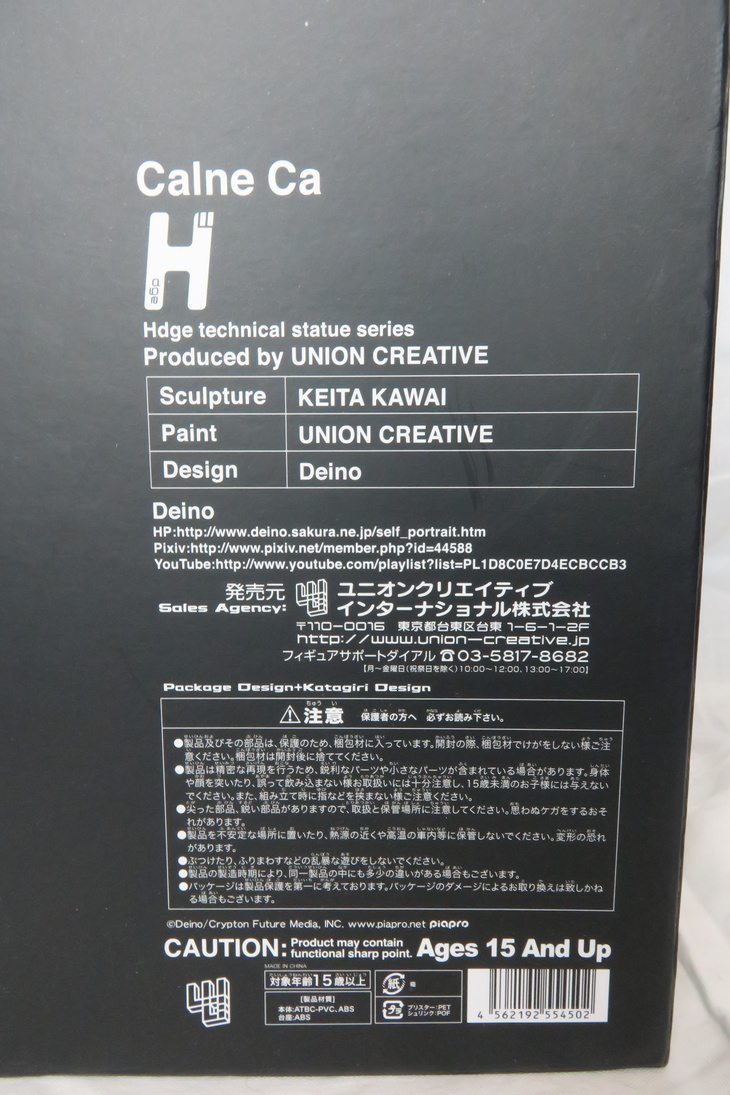 Calne Ca
H
dge
Hdge technical statue series
Produced by UNION CREATIVE
Sculpture KEITA KAWAI
Paint UNION CREATIVE
Design Deino
Deino
HP:http://www.deino.sakura.ne.jp/self_portrait.htm
Pixiv:http://www.pixiv.net/member.php?id=44588
YouTube:http://www.youtube.com/playlist?list=PL1D8C0E7D4ECBCCB3
発売元 ユニオンクリエイティブ
Sales Agency: インターナショナル株式会社
〒110-0016 東京都台東区台東 1-6-1-2F
http://www.union-creative.jp
フィギュアサポートダイアル☎03-5817-8682
【月～金曜日(祝祭日を除く)10:00～12:00、13:00～17:00】
Package Design+Katagiri Design
⚠注意 保護者の方へ 必ずお読み下さい。
●製品及びその部品は、保護のため、梱包材に入っています。開封の際、梱包材でけがをしない様ご注
意ください。梱包材は開封後に捨ててください。
●製品は精密な再現を行うため、鋭利なパーツや小さなパーツが含まれている場合があります。身体
や顔を突いたり、誤って飲み込まない様お取扱いには十分注意し、15歳未満のお子様には与えない
でください。また、組み立て時に指などを挟まない様ご注意ください。
●尖った部品、鋭い部品がありますので、取扱と保管場所に注意してください。思わぬケガをするおそ
れがあります。
●製品を不安定な場所に置いたり、熱源の近くや高温の車内等に保管しないでください。変形の恐れ
があります。
●ぶつけたり、ふりまわすなどの乱暴な遊びをしないでください。
●製品の製造時期により、同一製品の中にも多少の違いがある場合もございます。
●パッケージは製品保護を第一に考えております。パッケージのダメージによるお取り換えは致しかね
る場合もございます。
©Deino/Crypton Future Media, INC. www.piapro.net piapro
CAUTION: Product may contain functional sharp point. Ages 15 And Up
MADE IN CHINA
対象年齢15歳以上
【製品材質】
本体:ATBC-PVC、ABS
台座:ABS
紙 箱
プラ ブリスター:PET
シュリンク:POF
4 562192 554502